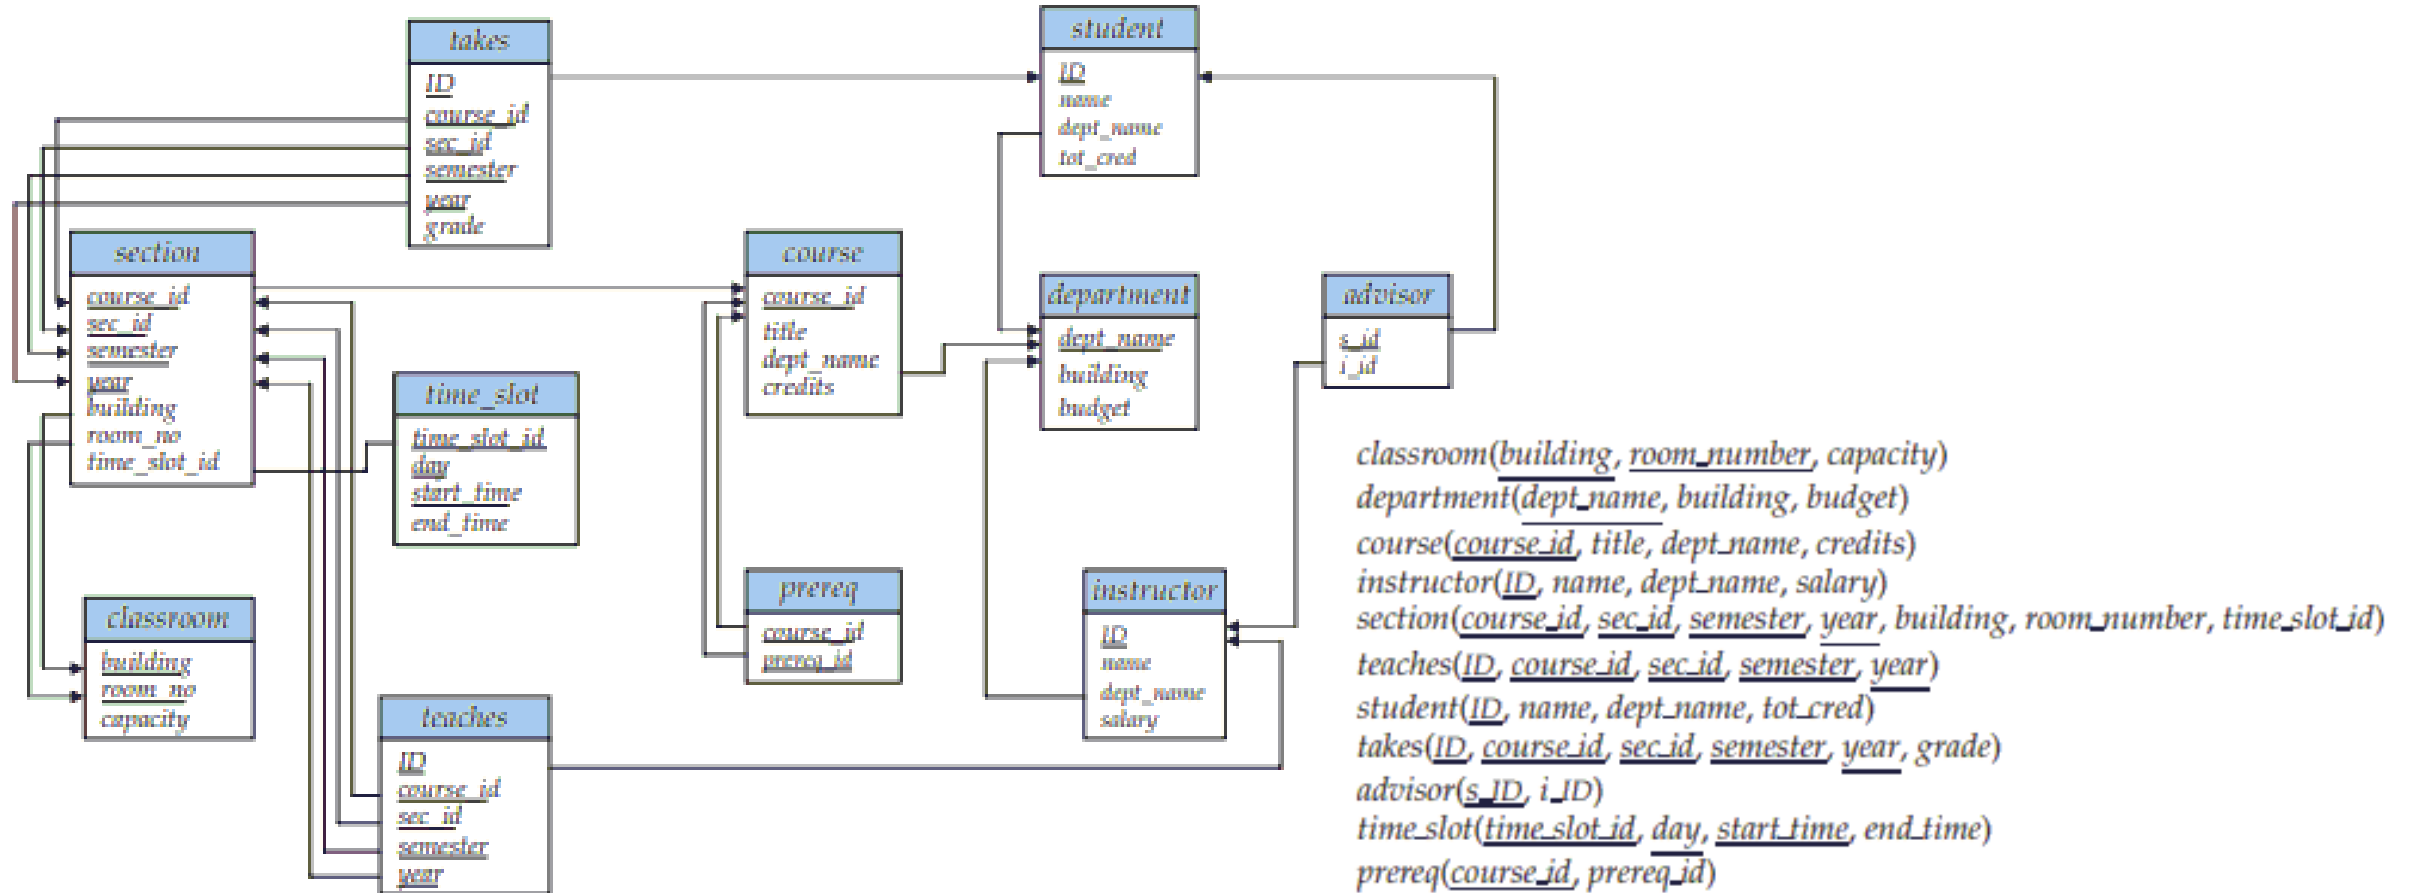 takes
ID
course_id
sec_id
semester
year
grade
student
ID
name
dept_name
tot_cred
section
course_id
sec_id
semester
year
building
room_no
time_slot_id
time_slot
time_slot_id
day
start_time
end_time
course
course_id
title
dept_name
credits
department
dept_name
building
budget
advisor
s_id
i_id
classroom
building
room_no
capacity
prereq
course_id
prereq_id
instructor
ID
name
dept_name
salary
teaches
ID
course_id
sec_id
semester
year
classroom(building, room_number, capacity)
department(dept_name, building, budget)
course(course_id, title, dept_name, credits)
instructor(ID, name, dept_name, salary)
section(course_id, sec_id, semester, year, building, room_number, time_slot_id)
teaches(ID, course_id, sec_id, semester, year)
student(ID, name, dept_name, tot_cred)
takes(ID, course_id, sec_id, semester, year, grade)
advisor(s_ID, i_ID)
time_slot(time_slot_id, day, start_time, end_time)
prereq(course_id, prereq_id)